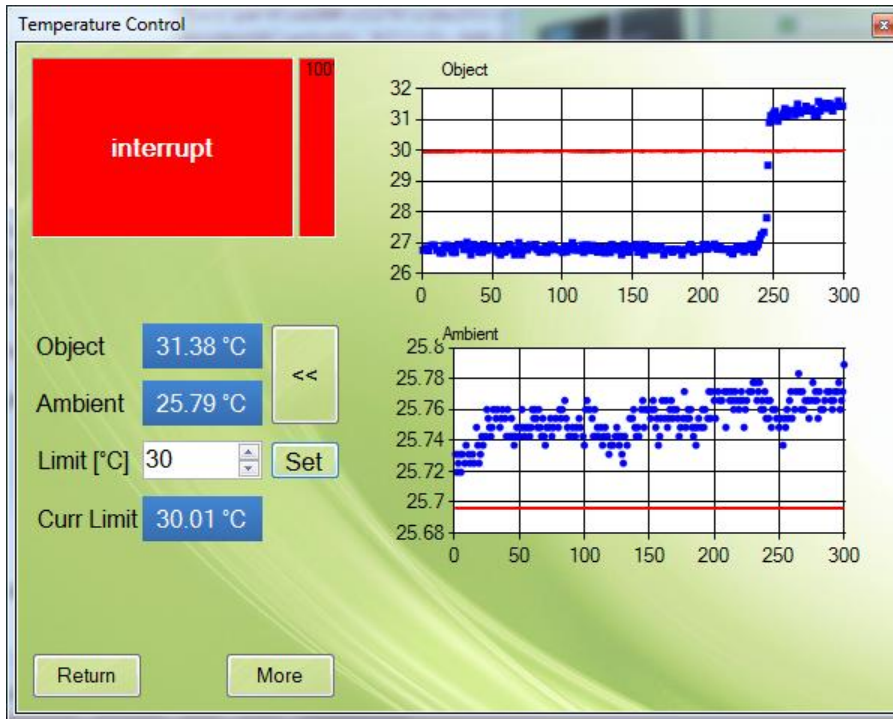 Temperature Control
x
interrupt
100
Object
32
31
30
29
28
27
26
0 50 100 150 200 250 300
Object 31.38 °C
<<
Ambient 25.79 °C
Limit [°C] 30 Set
Curr Limit 30.01 °C
Ambient
25.8
25.78
25.76
25.74
25.72
25.7
25.68
0 50 100 150 200 250 300
Return More